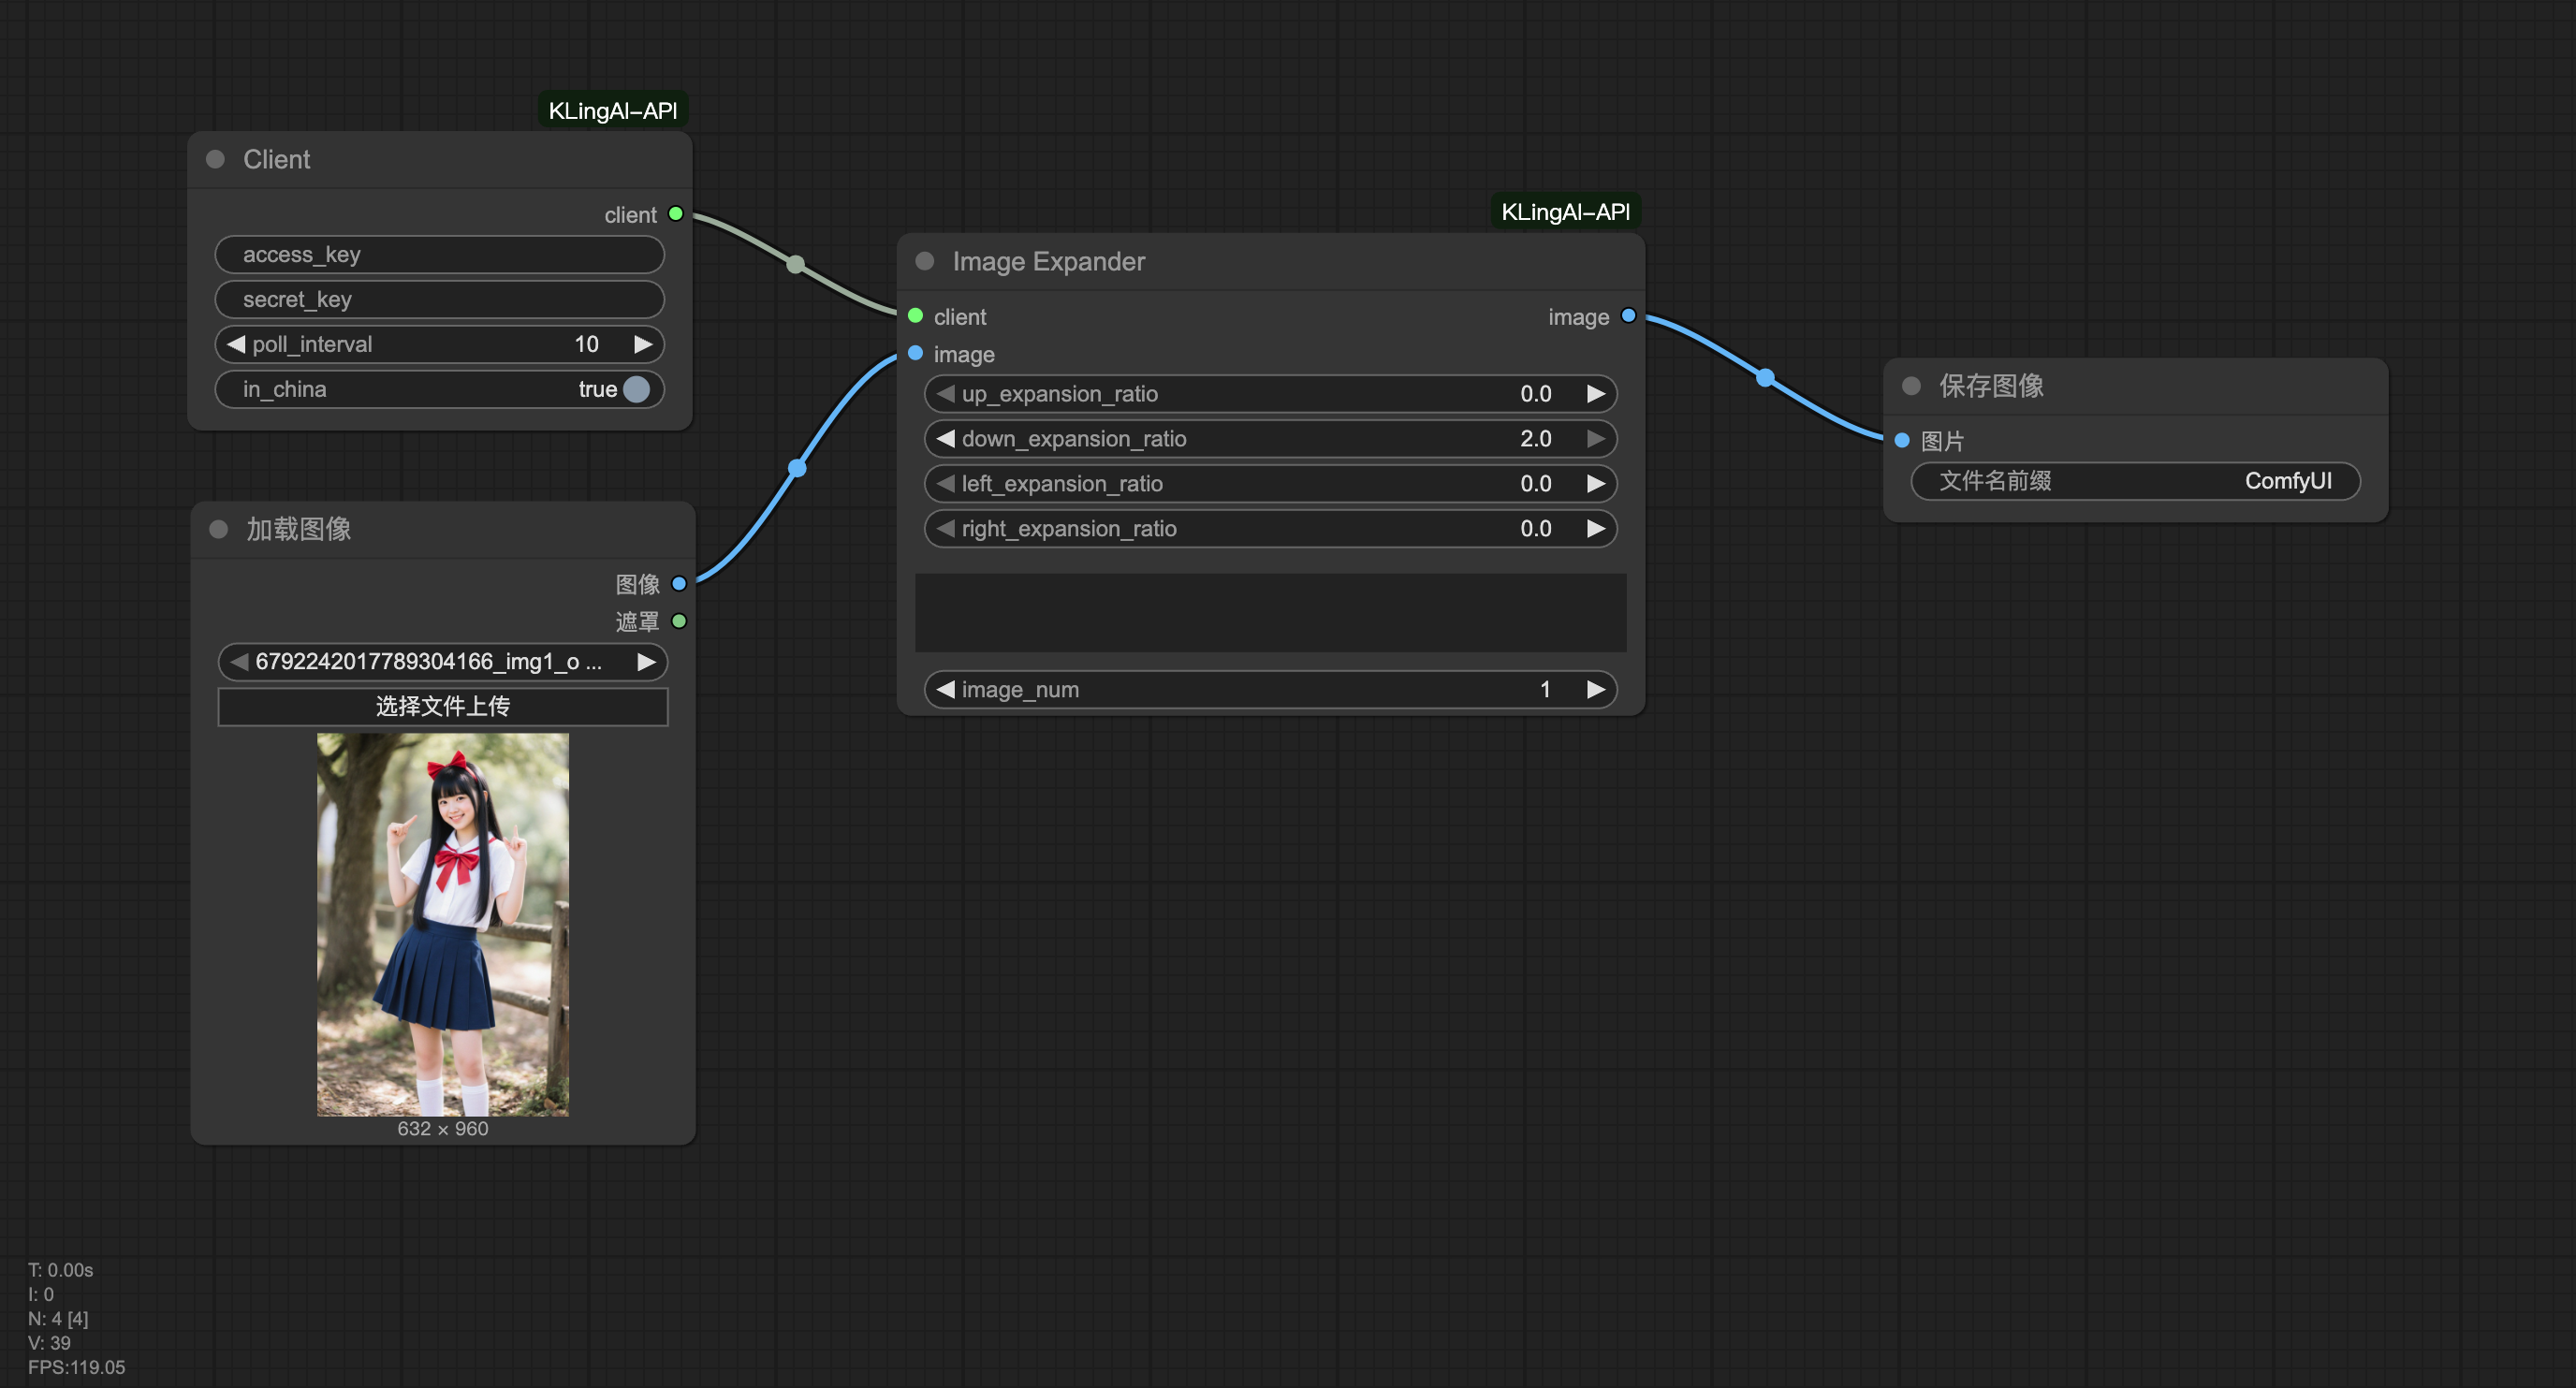 KLingAI-API
Client
client
access_key
secret_key
poll_interval 10
in_china true
KLingAI-API
Image Expander
client image
image
up_expansion_ratio 0.0
down_expansion_ratio 2.0
left_expansion_ratio 0.0
right_expansion_ratio 0.0
image_num 1
保存图像
图片
文件名前缀 ComfyUI
加载图像
图像
遮罩
6792242017789304166_img1_o ...
选择文件上传
632 × 960
T: 0.00s
I: 0
N: 4 [4]
V: 39
FPS:119.05